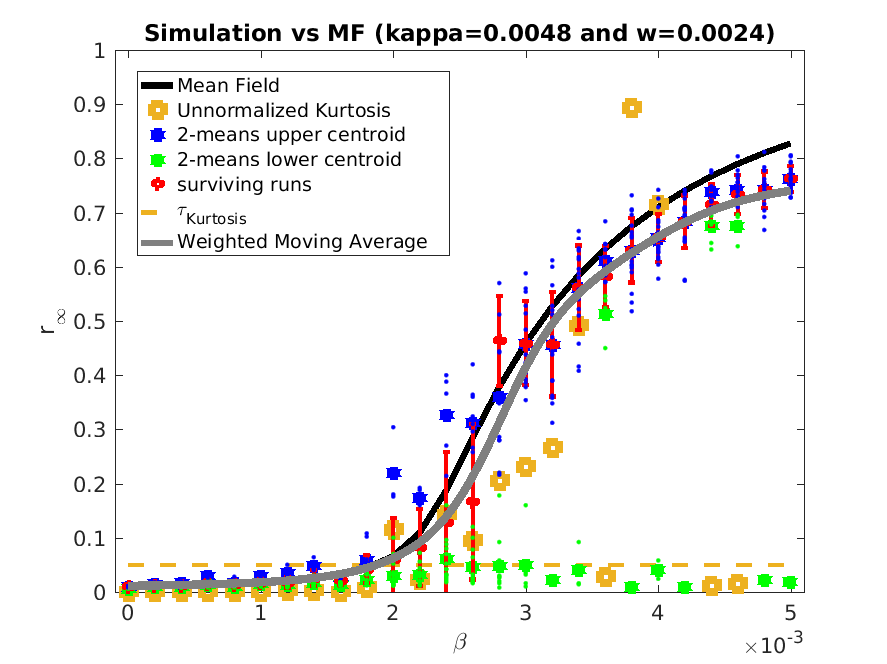 Simulation vs MF (kappa=0.0048 and w=0.0024)
1
0.9
0.8
0.7
0.6
0.5
0.4
0.3
0.2
0.1
0
r∞
Mean Field
Unnormalized Kurtosis
2-means upper centroid
2-means lower centroid
surviving runs
τKurtosis
Weighted Moving Average
0 1 2 3 4 5
β
×10-3